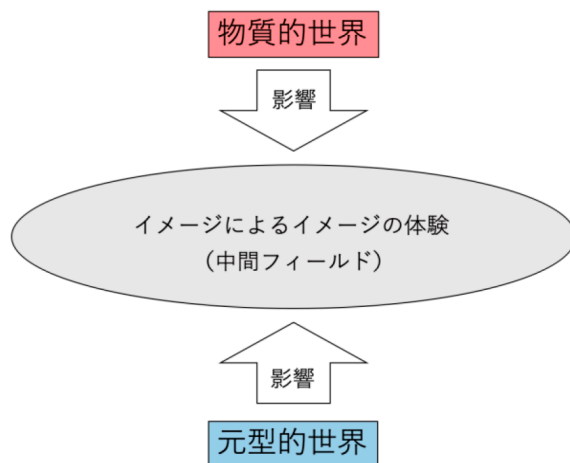 物質的世界
影響
イメージによるイメージの体験
（中間フィールド）
影響
元型的世界